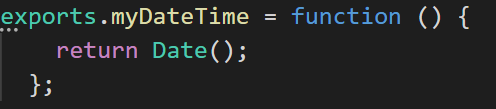 exports.myDateTime = function () {
    return Date();
  };